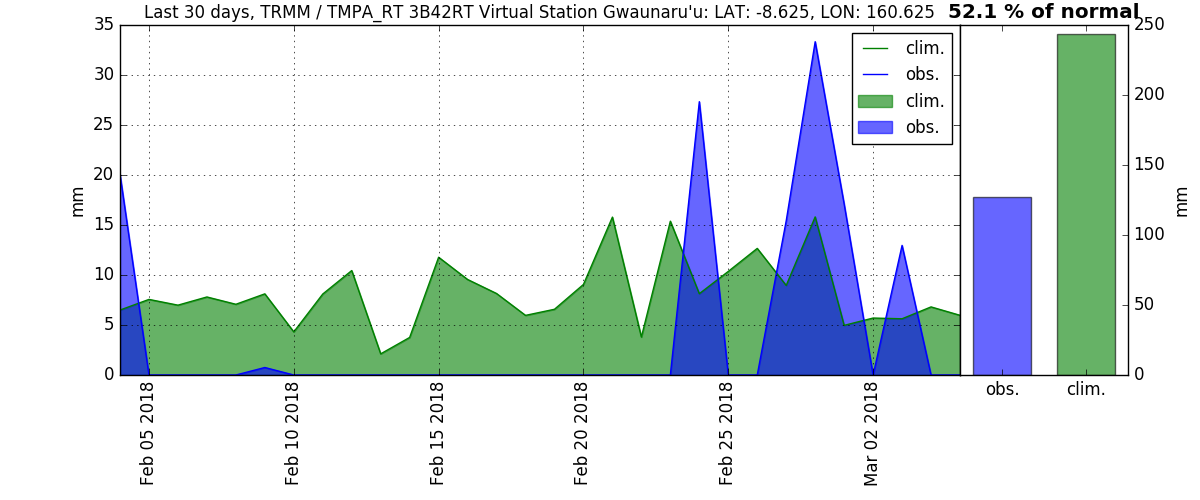 Last 30 days, TRMM / TMPA_RT 3B42RT Virtual Station Gwaunaru'u: LAT: -8.625, LON: 160.625 52.1 % of normal
35
30
25
20
15
10
5
0
mm
clim.
obs.
clim.
obs.
250
200
150
100
50
0
mm
obs. clim.
Feb 05 2018
Feb 10 2018
Feb 15 2018
Feb 20 2018
Feb 25 2018
Mar 02 2018